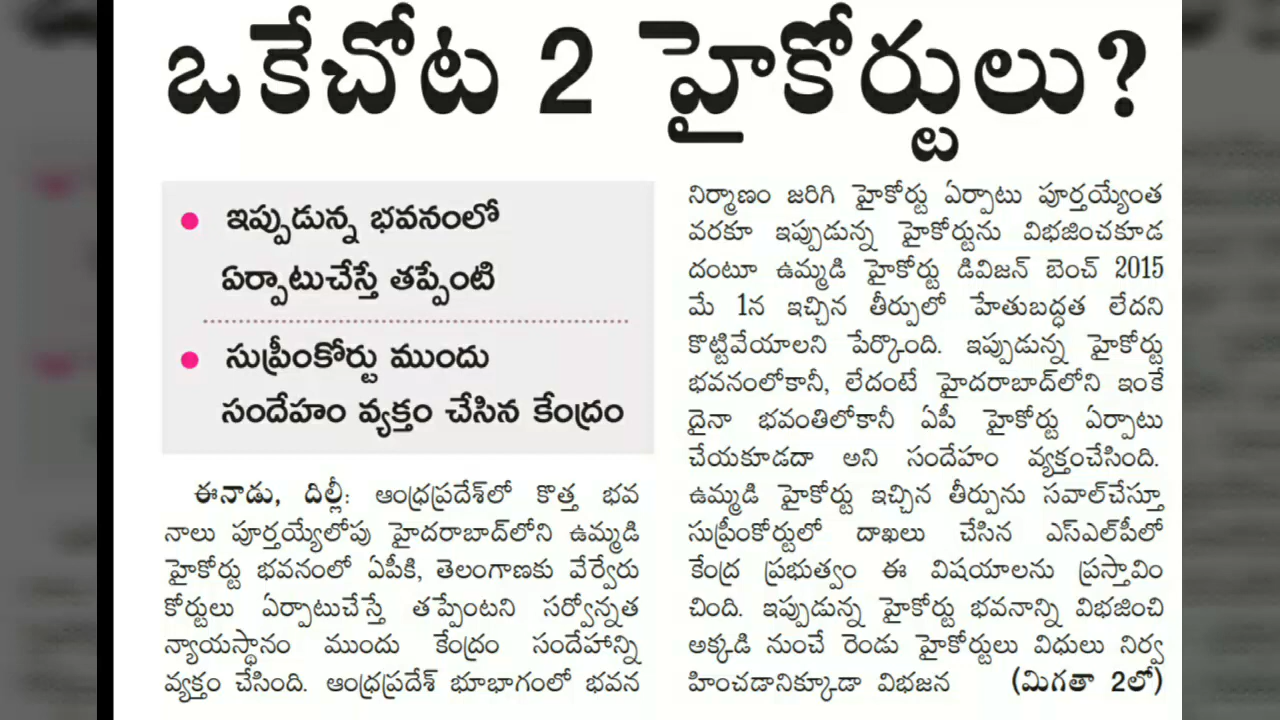 ఒకేచోట 2 హైకోర్టులు?
● ఇప్పుడున్న భవనంలో
ఏర్పాటుచేస్తే తప్పేంటి
● సుప్రీంకోర్టు ముందు
సందేహం వ్యక్తం చేసిన కేంద్రం
ఈనాడు, దిల్లీ: ఆంధ్రప్రదేశ్‌లో కొత్త భవ
నాలు పూర్తయ్యేలోపు హైదరాబాద్‌లోని ఉమ్మడి
హైకోర్టు భవనంలో ఏపీకి, తెలంగాణకు వేర్వేరు
కోర్టులు ఏర్పాటుచేస్తే తప్పేంటని సర్వోన్నత
న్యాయస్థానం ముందు కేంద్రం సందేహాన్ని
వ్యక్తం చేసింది. ఆంధ్రప్రదేశ్ భూభాగంలో భవన
నిర్మాణం జరిగి హైకోర్టు ఏర్పాటు పూర్తయ్యేంత
వరకూ ఇప్పుడున్న హైకోర్టును విభజించకూడ
దంటూ ఉమ్మడి హైకోర్టు డివిజన్ బెంచ్ 2015
మే 1న ఇచ్చిన తీర్పులో హేతుబద్ధత లేదని
కొట్టివేయాలని పేర్కొంది. ఇప్పుడున్న హైకోర్టు
భవనంలోకానీ, లేదంటే హైదరాబాద్‌లోని ఇంకే
దైనా భవంతిలోకానీ ఏపీ హైకోర్టు ఏర్పాటు
చేయకూడదా అని సందేహం వ్యక్తంచేసింది.
ఉమ్మడి హైకోర్టు ఇచ్చిన తీర్పును సవాల్‌చేస్తూ
సుప్రీంకోర్టులో దాఖలు చేసిన ఎస్ఎల్‌పీలో
కేంద్ర ప్రభుత్వం ఈ విషయాలను ప్రస్తావిం
చింది. ఇప్పుడున్న హైకోర్టు భవనాన్ని విభజించి
అక్కడి నుంచే రెండు హైకోర్టులు విధులు నిర్వ
హించడానిక్కూడా విభజన (మిగతా 2లో)